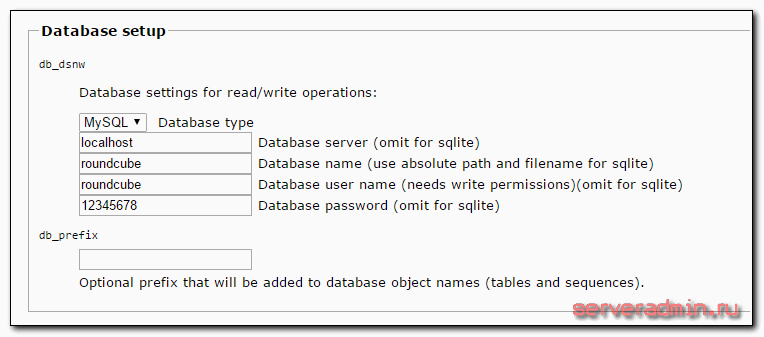 Database setup
db_dsnw
Database settings for read/write operations:
MySQL Database type
localhost Database server (omit for sqlite)
roundcube Database name (use absolute path and filename for sqlite)
roundcube Database user name (needs write permissions)(omit for sqlite)
12345678 Database password (omit for sqlite)
db_prefix
Optional prefix that will be added to database object names (tables and sequences).
serveradmin.ru